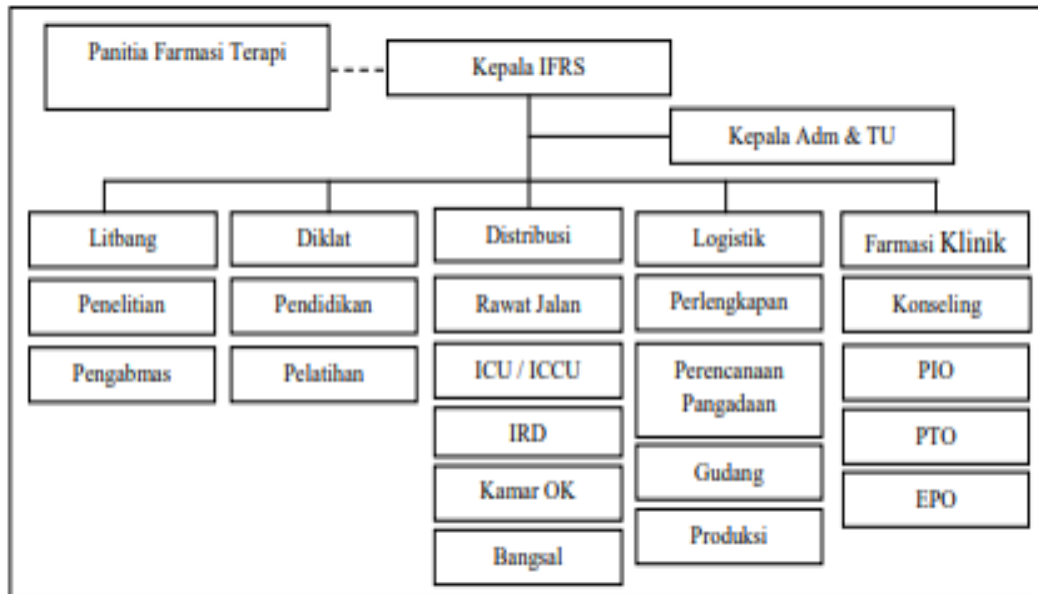 Panitia Farmasi Terapi
Kepala IFRS
Kepala Adm & TU
Litbang
Diklat
Distribusi
Logistik
Farmasi Klinik
Penelitian
Pendidikan
Rawat Jalan
Perlengkapan
Konseling
Pengabmas
Pelatihan
ICU / ICCU
Perencanaan
Pangadaan
PIO
IRD
PTO
Kamar OK
Gudang
EPO
Bangsal
Produksi